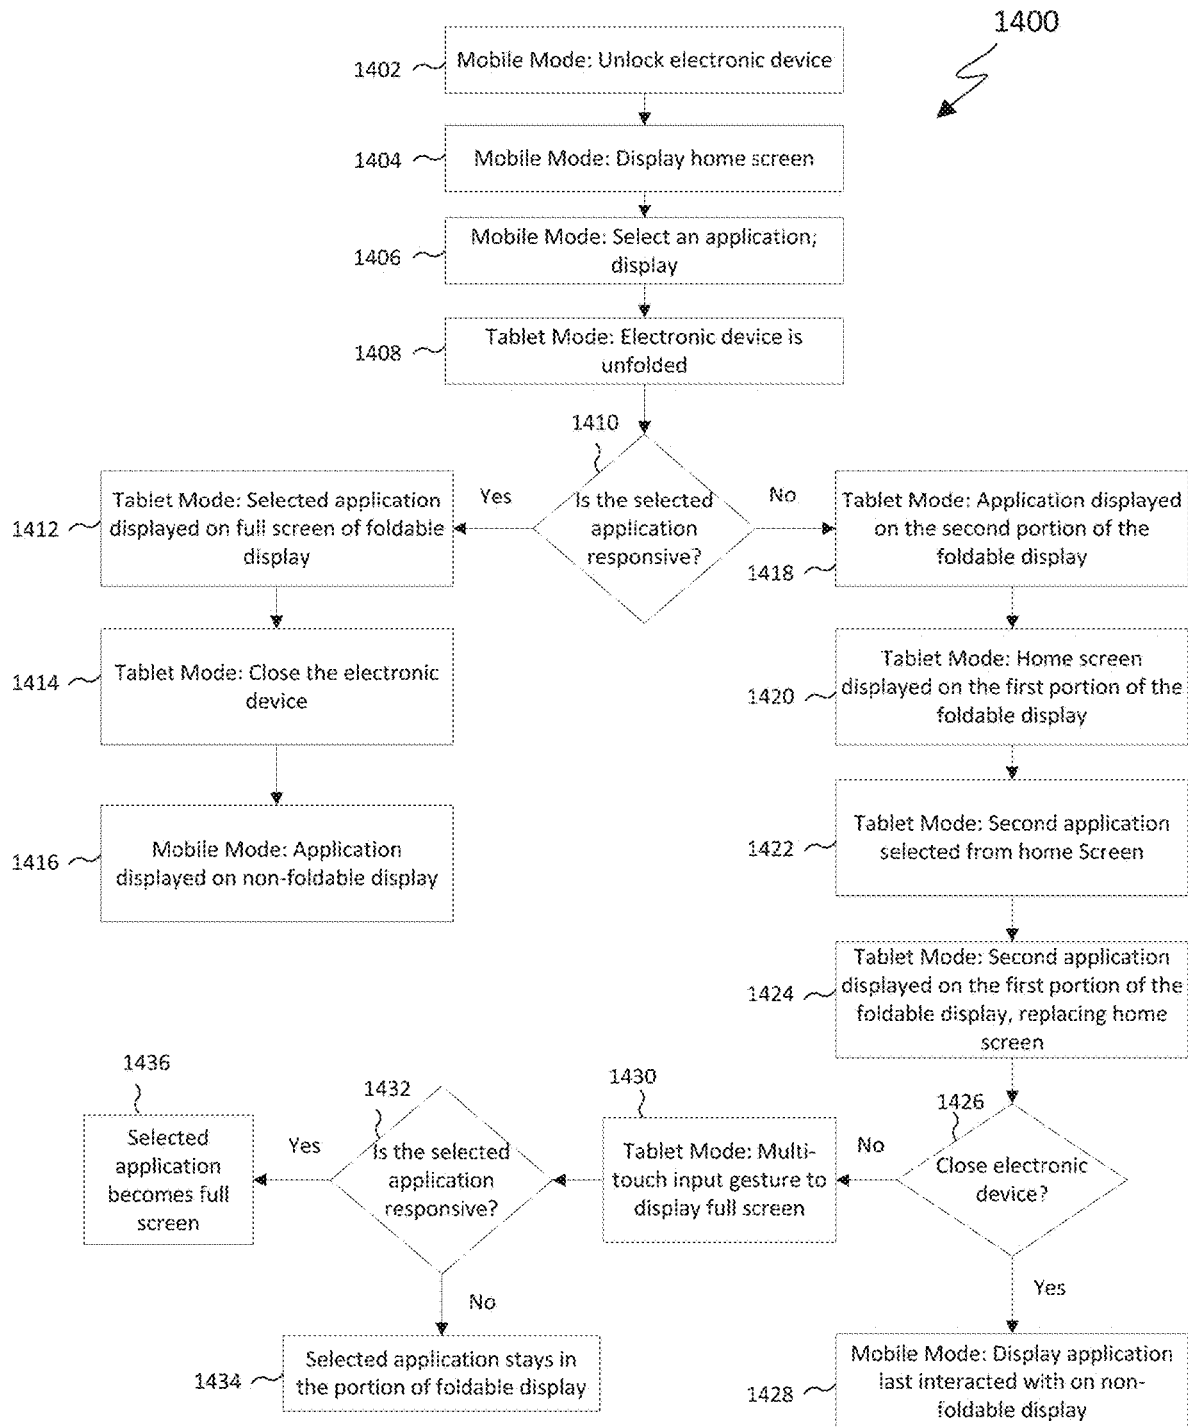 1400
Mobile Mode: Unlock electronic device
1402
Mobile Mode: Display home screen
1404
Mobile Mode: Select an application;
display
1406
Tablet Mode: Electronic device is
unfolded
1408
1410
Is the selected
application
responsive?
Yes
No
Tablet Mode: Selected application
displayed on full screen of foldable
display
1412
Tablet Mode: Application displayed
on the second portion of the
foldable display
1418
Tablet Mode: Close the electronic
device
1414
Tablet Mode: Home screen
displayed on the first portion of the
foldable display
1420
Mobile Mode: Application
displayed on non-foldable display
1416
Tablet Mode: Second application
selected from home Screen
1422
Tablet Mode: Second application
displayed on the first portion of the
foldable display, replacing home
screen
1424
1426
Close electronic
device?
No
Yes
1430
Tablet Mode: Multi-
touch input gesture to
display full screen
1432
Is the selected
application
responsive?
Yes
No
1436
Selected
application
becomes full
screen
Selected application stays in
the portion of foldable display
1434
Mobile Mode: Display application
last interacted with on non-
foldable display
1428